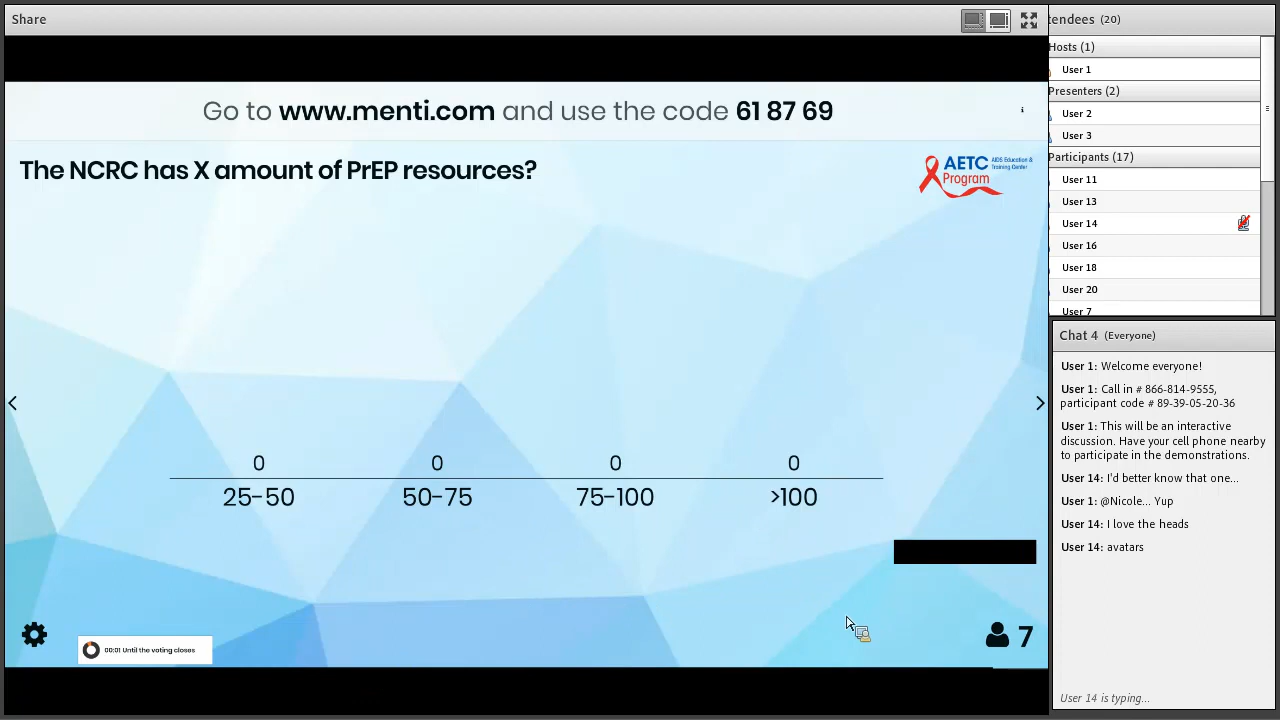 Share
Go to www.menti.com and use the code 61 87 69
The NCRC has X amount of PrEP resources?
AETC AIDS Education &
Training Center
Program
0 0 0 0
25-50 50-75 75-100 >100
00:01 Until the voting closes
7
tendees (20)
Hosts (1)
User 1
Presenters (2)
User 2
User 3
Participants (17)
User 11
User 13
User 14
User 16
User 18
User 20
User 7
Chat 4 (Everyone)
User 1: Welcome everyone!
User 1: Call in # 866-814-9555,
participant code # 89-39-05-20-36
User 1: This will be an interactive
discussion. Have your cell phone nearby
to participate in the demonstrations.
User 14: I'd better know that one...
User 1: @Nicole... Yup
User 14: I love the heads
User 14: avatars
User 14 is typing...